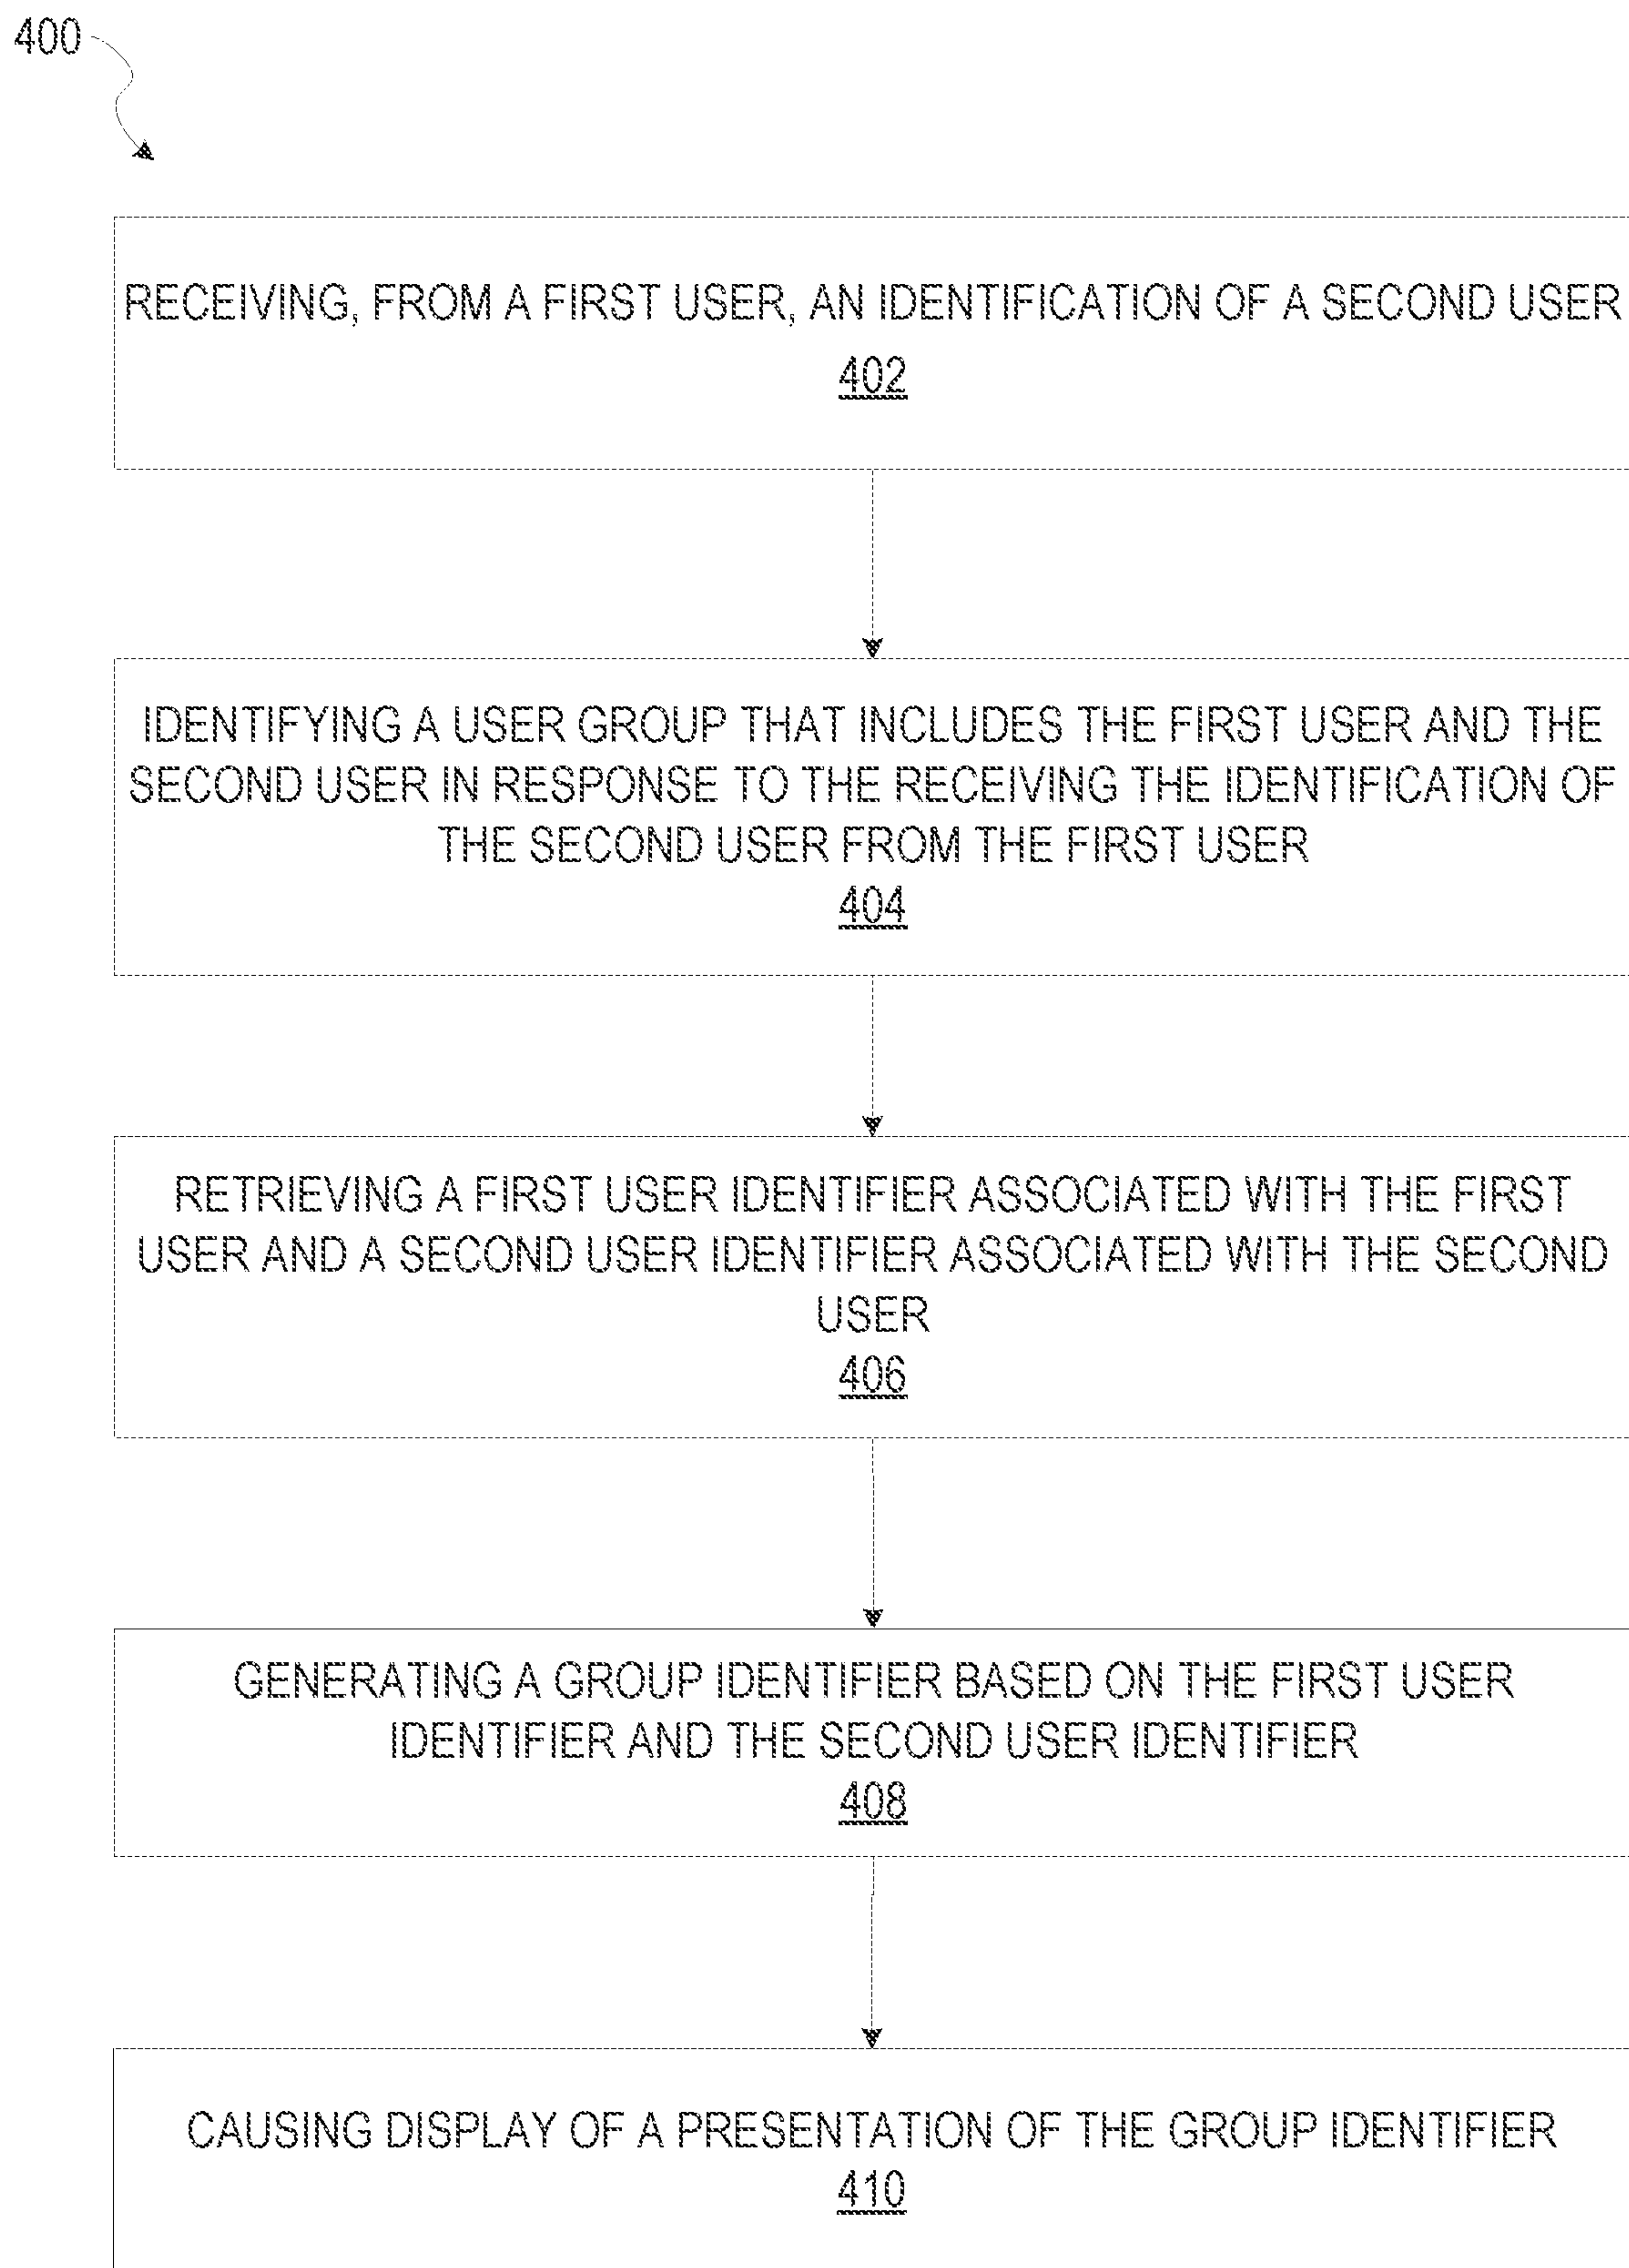 400
RECEIVING, FROM A FIRST USER, AN IDENTIFICATION OF A SECOND USER
402
IDENTIFYING A USER GROUP THAT INCLUDES THE FIRST USER AND THE
SECOND USER IN RESPONSE TO THE RECEIVING THE IDENTIFICATION OF
THE SECOND USER FROM THE FIRST USER
404
RETRIEVING A FIRST USER IDENTIFIER ASSOCIATED WITH THE FIRST
USER AND A SECOND USER IDENTIFIER ASSOCIATED WITH THE SECOND
USER
406
GENERATING A GROUP IDENTIFIER BASED ON THE FIRST USER
IDENTIFIER AND THE SECOND USER IDENTIFIER
408
CAUSING DISPLAY OF A PRESENTATION OF THE GROUP IDENTIFIER
410